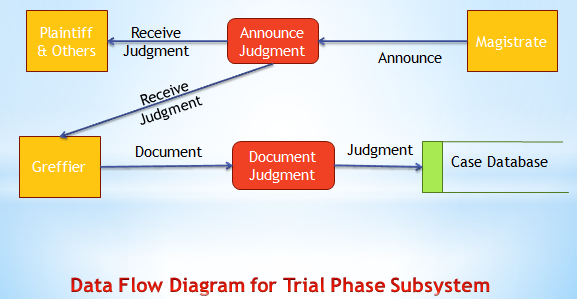 Plaintiff
& Others
Receive
Judgment
Announce
Judgment
Announce
Magistrate
Receive
Judgment
Greffier
Document
Document
Judgment
Judgment
Case Database
Data Flow Diagram for Trial Phase Subsystem